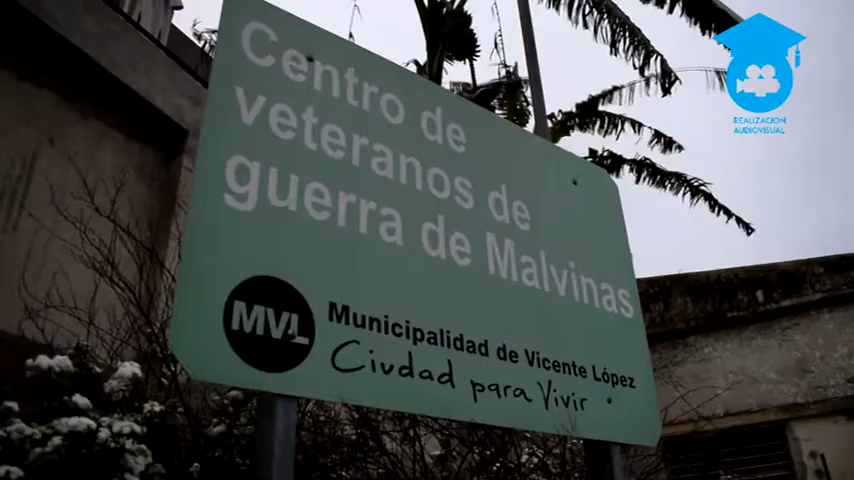 Centro de
veteranos de
guerra de Malvinas
MVL
Municipalidad de Vicente López
Ciudad para Vivir.
REALIZACION
AUDIOVISUAL